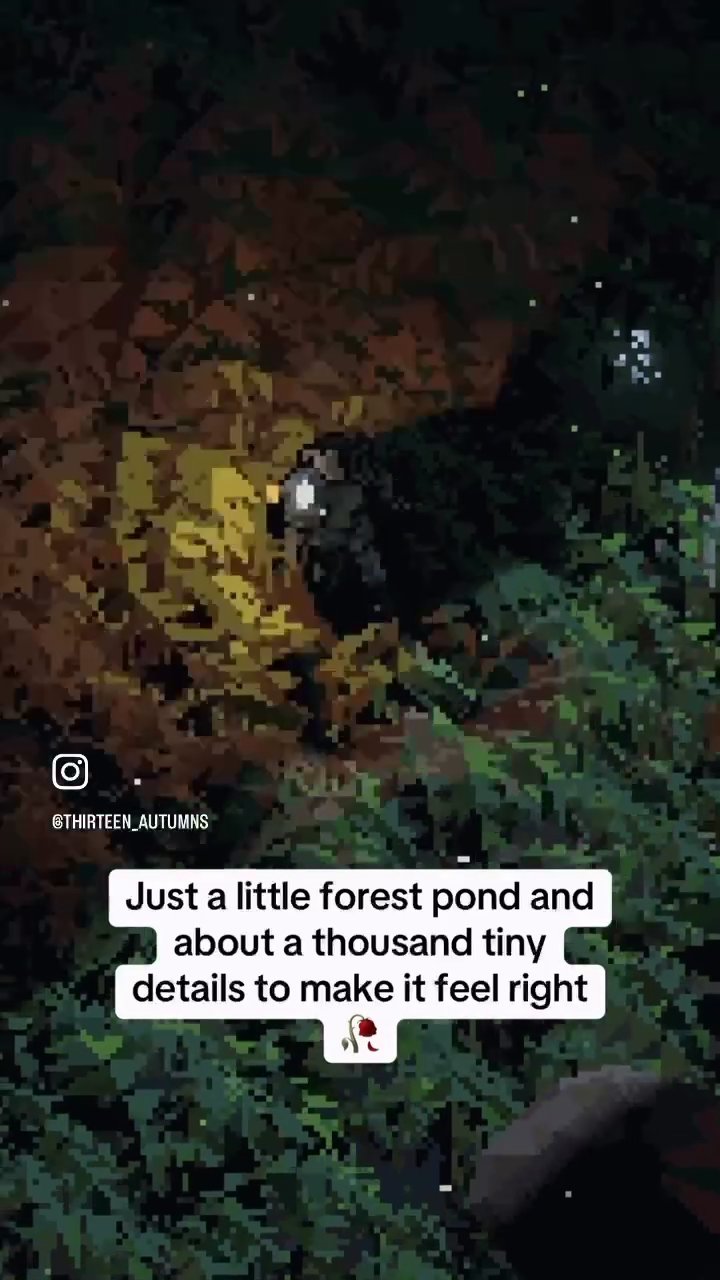 @THIRTEEN_AUTUMNS
Just a little forest pond and
about a thousand tiny
details to make it feel right
🥀